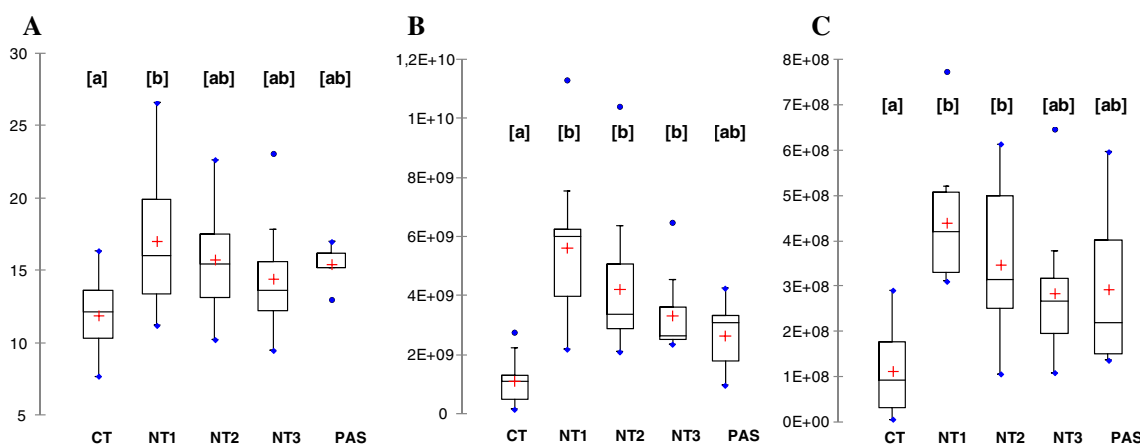 A
30
25
20
15
10
5
[a] [b] [ab] [ab] [ab]
CT NT1 NT2 NT3 PAS
B
1,2E+10
1E+10
8E+09
6E+09
4E+09
2E+09
0
[a] [b] [b] [b] [ab]
CT NT1 NT2 NT3 PAS
C
8E+08
7E+08
6E+08
5E+08
4E+08
3E+08
2E+08
1E+08
0E+00
[a] [b] [b] [ab] [ab]
CT NT1 NT2 NT3 PAS